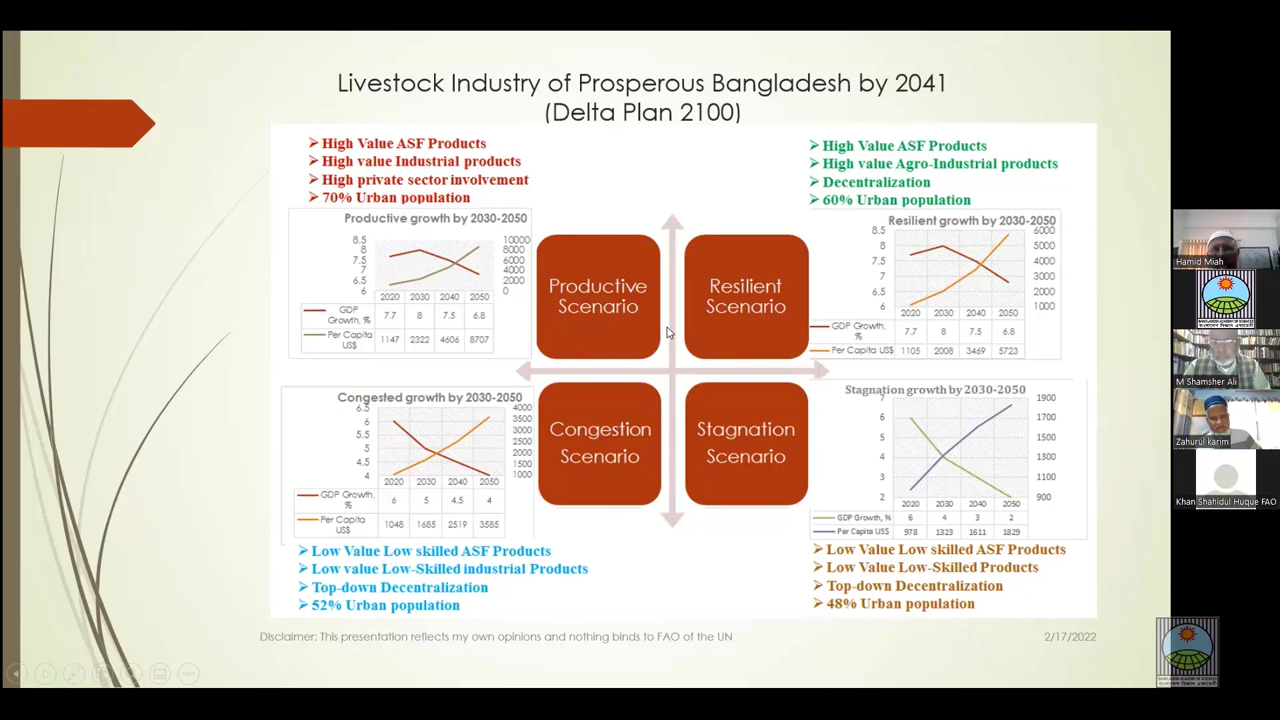 Livestock Industry of Prosperous Bangladesh by 2041
(Delta Plan 2100)
➢ High Value ASF Products
➢ High value Industrial products
➢ High private sector involvement
➢ 70% Urban population
Productive growth by 2030-2050
8.5
8
7.5
7
6.5
6
10000
8000
6000
4000
2000
0
2020 2030 2040 2050
GDP Growth, % 7.7 8 7.5 6.8
Per Capita US$ 1147 2322 4606 8707
Productive Scenario
Resilient Scenario
➢ High Value ASF Products
➢ High value Agro-Industrial products
➢ Decentralization
➢ 60% Urban population
Resilient growth by 2030-2050
8.5
8
7.5
7
6.5
6
6000
5000
4000
3000
2000
1000
2020 2030 2040 2050
GDP Growth, % 7.7 8 7.5 6.8
Per Capita US$ 1105 2008 3469 5723
Congested growth by 2030-2050
6.5
6
5.5
5
4.5
4
4000
3500
3000
2500
2000
1500
1000
2020 2030 2040 2050
GDP Growth, % 6 5 4.5 4
Per Capita US$ 1048 1685 2519 3585
Congestion Scenario
Stagnation Scenario
Stagnation growth by 2030-2050
7
6
5
4
3
2
1900
1700
1500
1300
1100
900
2020 2030 2040 2050
GDP Growth, % 6 4 3 2
Per Capita US$ 978 1323 1611 1829
➢ Low Value Low skilled ASF Products
➢ Low value Low-Skilled industrial Products
➢ Top-down Decentralization
➢ 52% Urban population
➢ Low Value Low skilled ASF Products
➢ Low Value Low-Skilled Products
➢ Top-down Decentralization
➢ 48% Urban population
Disclaimer: This presentation reflects my own opinions and nothing binds to FAO of the UN
2/17/2022
Hamid Miah
BANGLADESH ACADEMY OF SCIENCES
M Shamsher Ali
Zahurul karim
Khan Shahidul Huque FAO
BANGLADESH ACADEMY OF SCIENCES